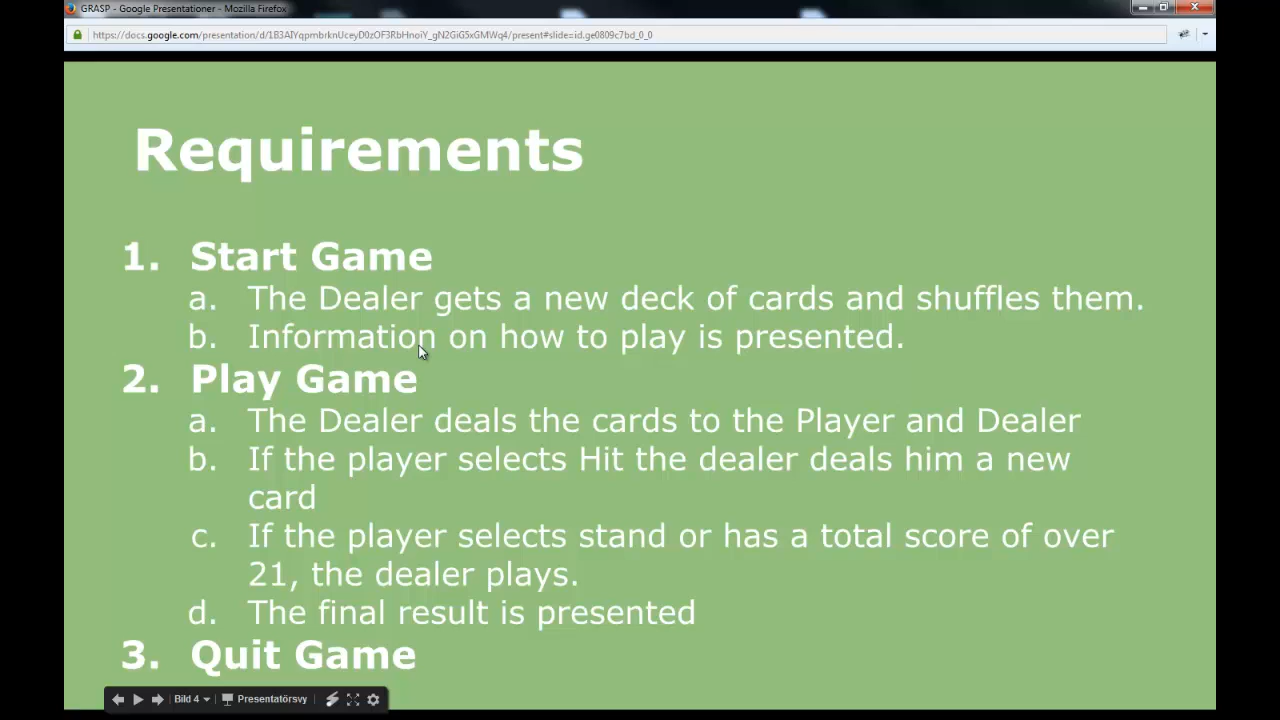 GRASP - Google Presentationer - Mozilla Firefox
https://docs.google.com/presentation/d/1B3AlYqpmbrknUceyD0zOF3RbHnoiY_gN2GiG5xGMWq4/present#slide=id.ge0809c7bd_0_0
Requirements
1. Start Game
a. The Dealer gets a new deck of cards and shuffles them.
b. Information on how to play is presented.
2. Play Game
a. The Dealer deals the cards to the Player and Dealer
b. If the player selects Hit the dealer deals him a new
card
c. If the player selects stand or has a total score of over
21, the dealer plays.
d. The final result is presented
3. Quit Game
Bild 4 Presentatörsvy